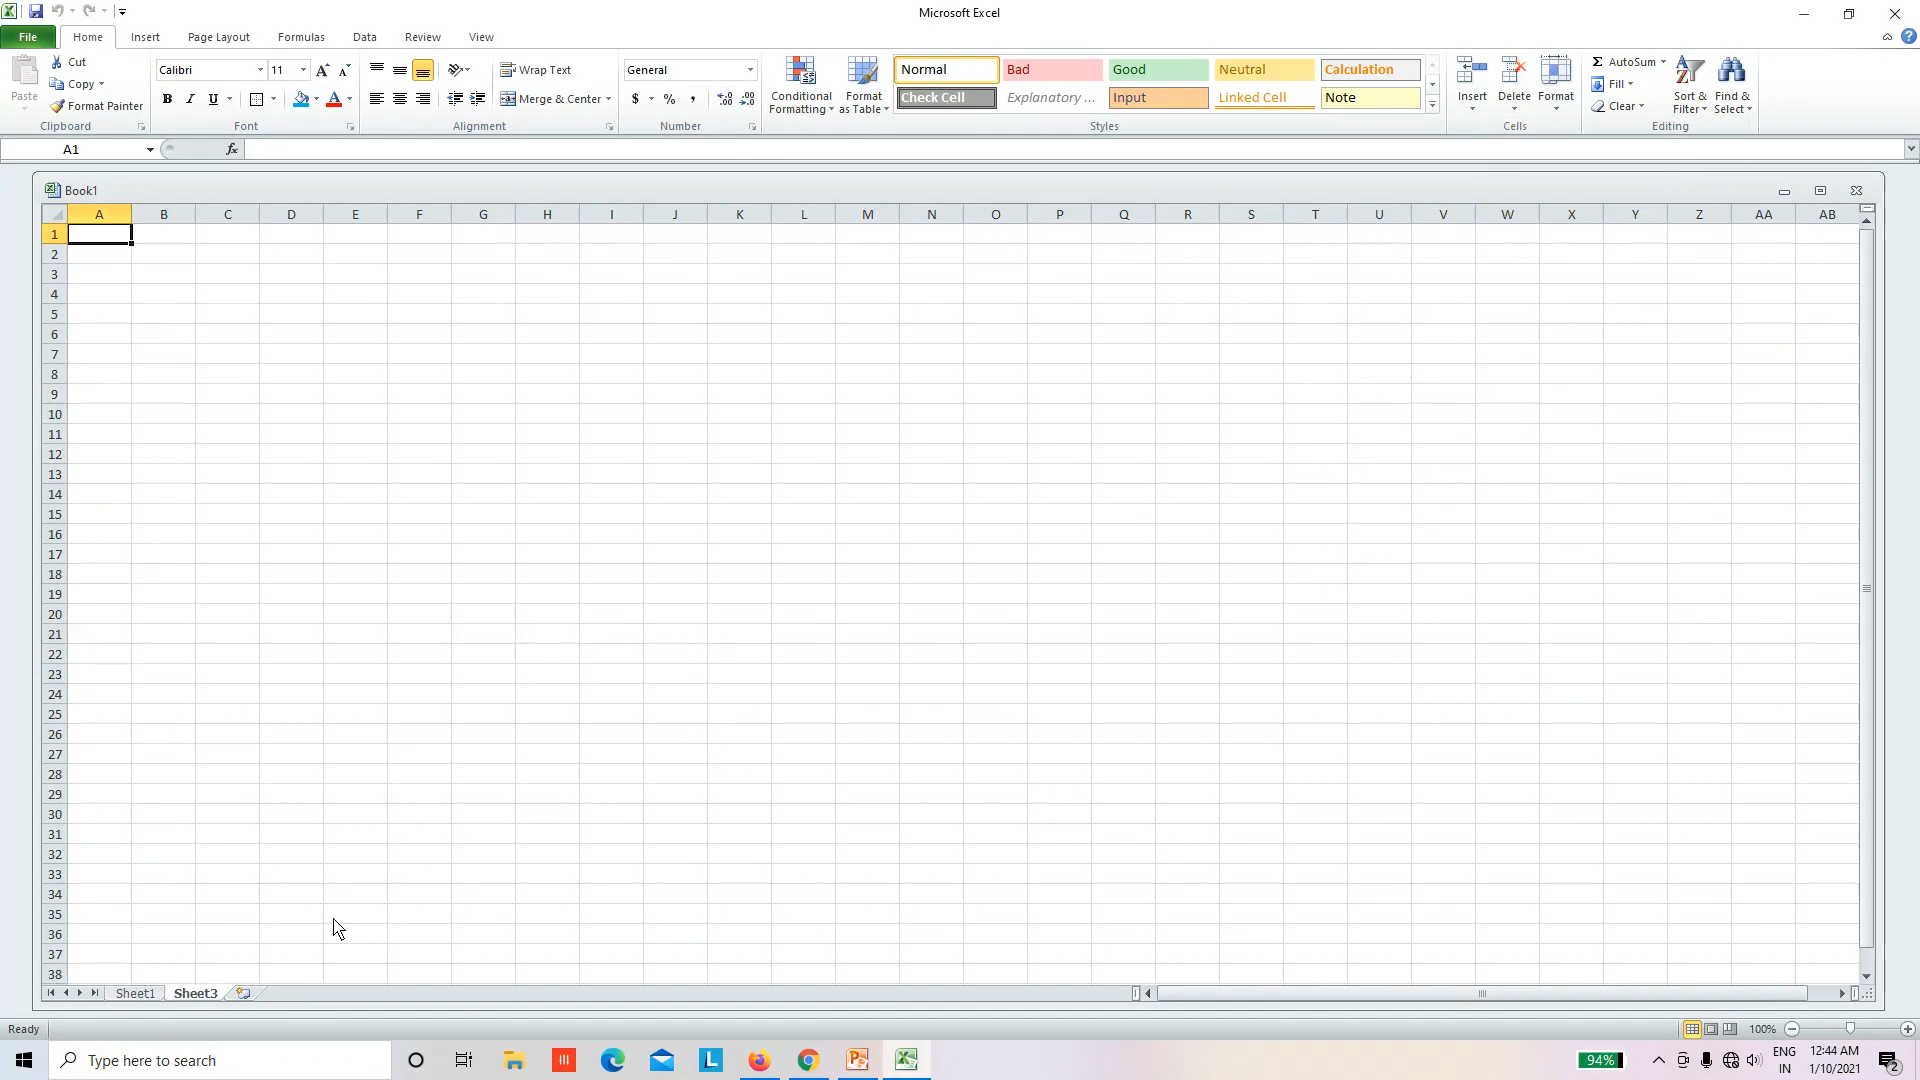 Microsoft Excel
File Home Insert Page Layout Formulas Data Review View
Paste
Cut
Copy
Format Painter
Clipboard
Calibri 11
B I U
Font
Wrap Text
Merge & Center
Alignment
General
$ % ,
Number
Conditional Formatting
Format as Table
Normal Bad Good Neutral Calculation
Check Cell Explanatory ... Input Linked Cell Note
Styles
Insert Delete Format
Cells
Σ AutoSum
Fill
Clear
Sort & Filter
Find & Select
Editing
A1 fx
Book1
A B C D E F G H I J K L M N O P Q R S T U V W X Y Z AA AB
1
2
3
4
5
6
7
8
9
10
11
12
13
14
15
16
17
18
19
20
21
22
23
24
25
26
27
28
29
30
31
32
33
34
35
36
37
38
Sheet1 Sheet3
Ready 100%
Type here to search
94%
ENG
IN
12:44 AM
1/10/2021
2